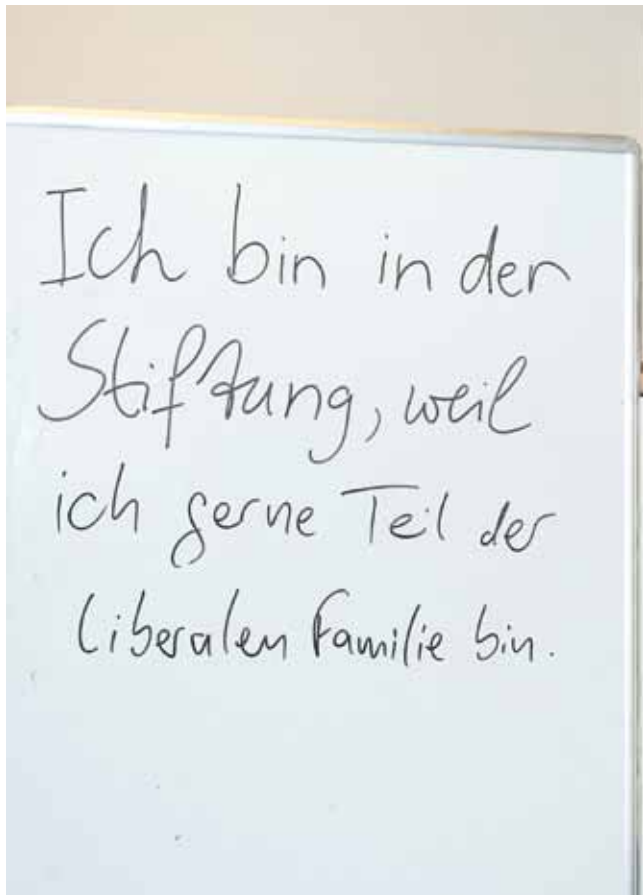 Ich bin in der
Stiftung, weil
ich gerne Teil der
liberalen Familie bin.